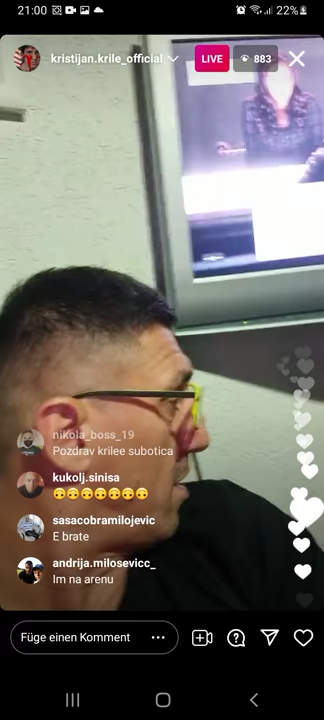 21:00
22%
kristijan.krile_official
LIVE
883
nikola_boss_19
Pozdrav krilee subotica
kukolj.sinisa
🙃🙃🙃🙃🙃🙃🙃
sasacobramilojevic
E brate
andrija.milosevicc_
Im na arenu
Füge einen Kommentar